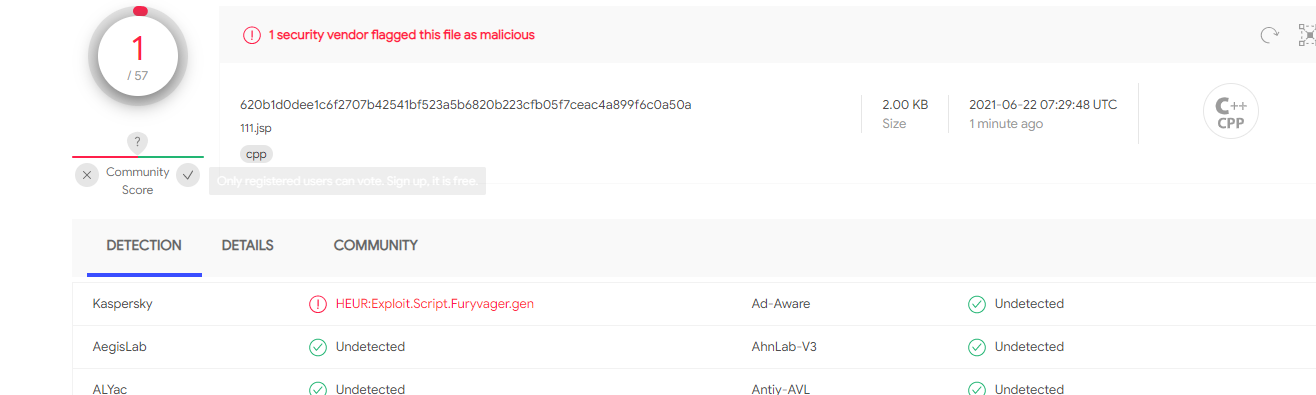 1
/ 57
1 security vendor flagged this file as malicious
620b1d0dee1c6f2707b42541bf523a5b6820b223cfb05f7ceac4a899f6c0a50a
111.jsp
cpp
2.00 KB
Size
2021-06-22 07:29:48 UTC
1 minute ago
C++
CPP
?
Community
Score
Only registered users can vote. Sign up, it is free.
DETECTION DETAILS COMMUNITY
Kaspersky HEUR:Exploit.Script.Furyvager.gen Ad-Aware Undetected
AegisLab Undetected AhnLab-V3 Undetected
ALYac Undetected Antiy-AVL Undetected